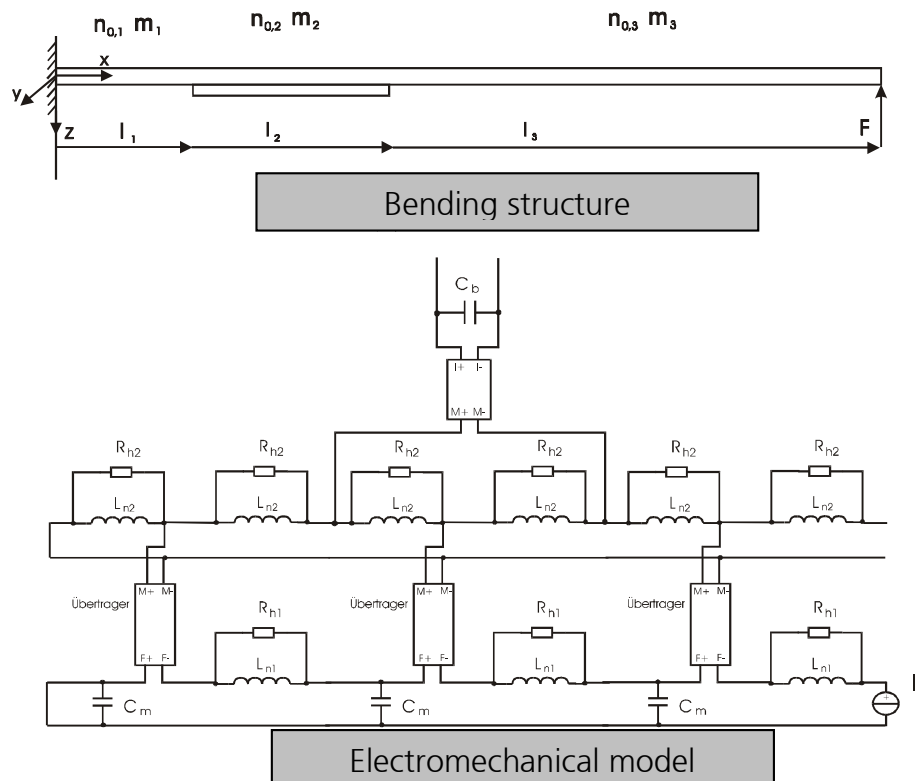 n0,1 m1 n0,2 m2 n0,3 m3
x
y
z l1 l2 l3 F
Bending structure
Cb
I+ I-
M+ M-
Rh2 Rh2 Rh2 Rh2 Rh2 Rh2
Ln2 Ln2 Ln2 Ln2 Ln2 Ln2
M+ M- M+ M- M+ M-
Übertrager Übertrager Übertrager
Rh1 Rh1 Rh1
F+ F- F+ F- F+ F-
Ln1 Ln1 Ln1
Cm Cm Cm
+
Electromechanical model